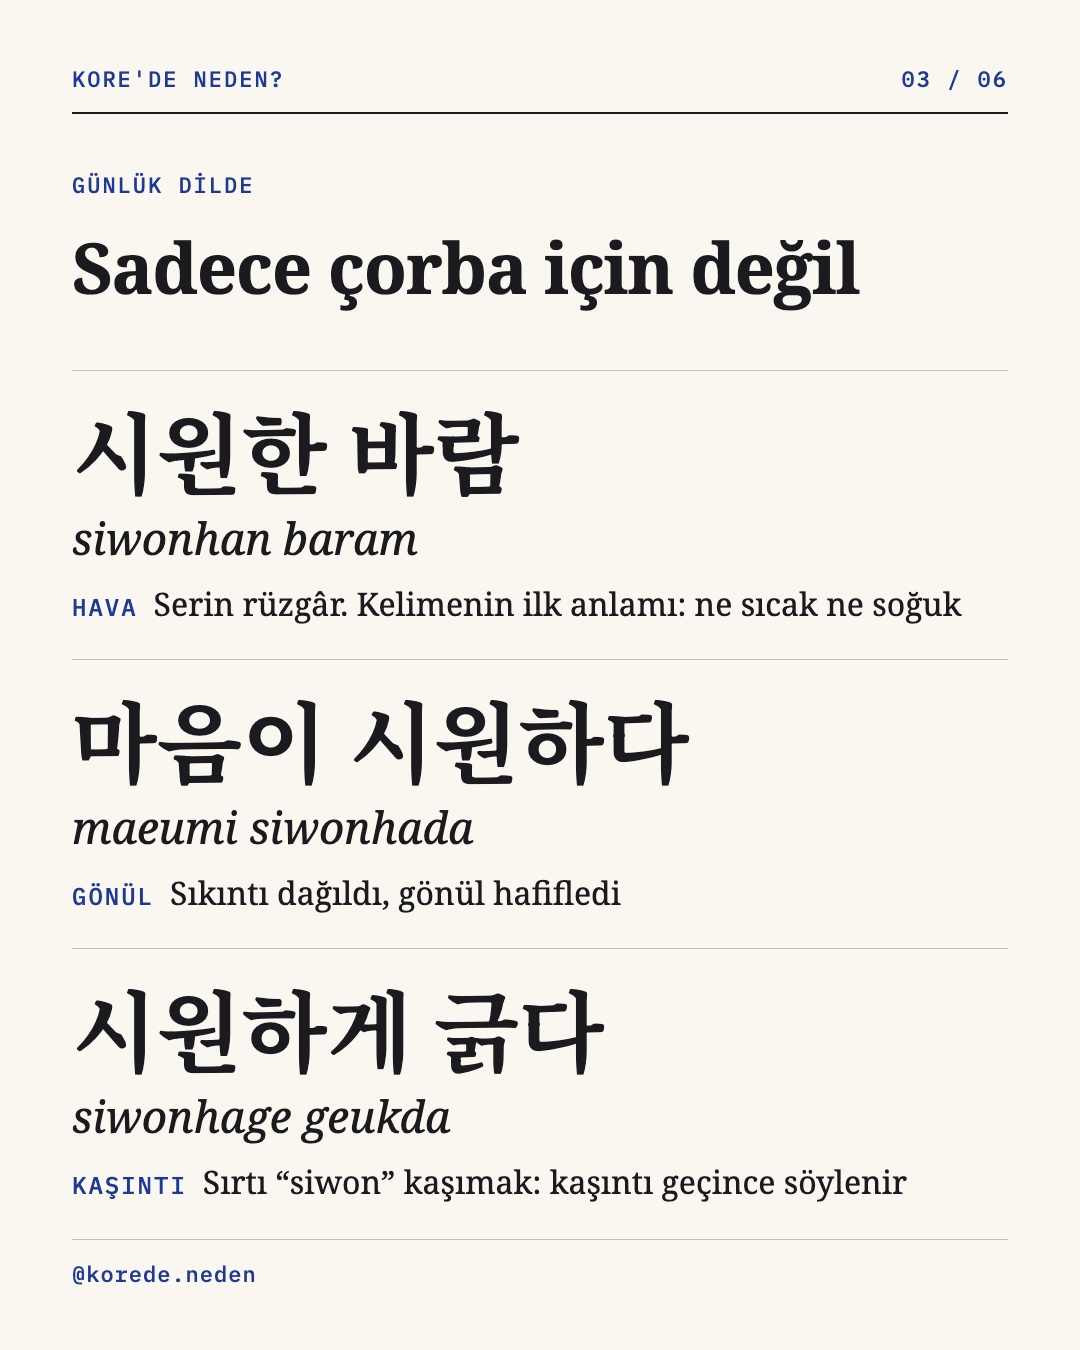 KORE'DE NEDEN?
03 / 06
GÜNLÜK DİLDE
Sadece çorba için değil
시원한 바람
siwonhan baram
HAVA Serin rüzgâr. Kelimenin ilk anlamı: ne sıcak ne soğuk
마음이 시원하다
maeumi siwonhada
GÖNÜL Sıkıntı dağıldı, gönül hafifledi
시원하게 긁다
siwonhage geukda
KAŞINTI Sırtı “siwon” kaşımak: kaşıntı geçince söylenir
@korede.neden